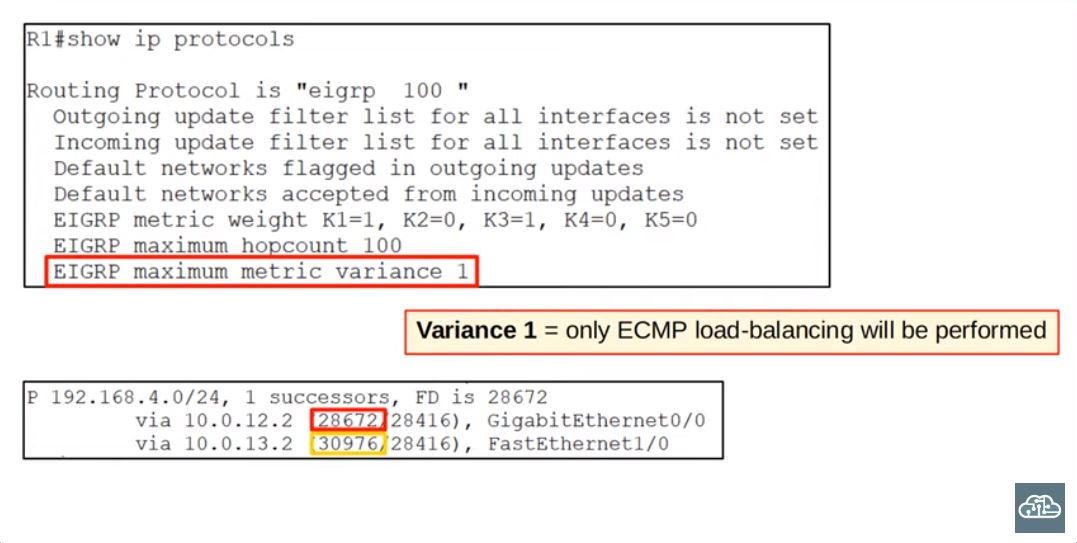 R1#show ip protocols
Routing Protocol is "eigrp  100 "
  Outgoing update filter list for all interfaces is not set
  Incoming update filter list for all interfaces is not set
  Default networks flagged in outgoing updates
  Default networks accepted from incoming updates
  EIGRP metric weight K1=1, K2=0, K3=1, K4=0, K5=0
  EIGRP maximum hopcount 100
  EIGRP maximum metric variance 1
Variance 1 = only ECMP load-balancing will be performed
P 192.168.4.0/24, 1 successors, FD is 28672
        via 10.0.12.2 (28672/28416), GigabitEthernet0/0
        via 10.0.13.2 (30976/28416), FastEthernet1/0